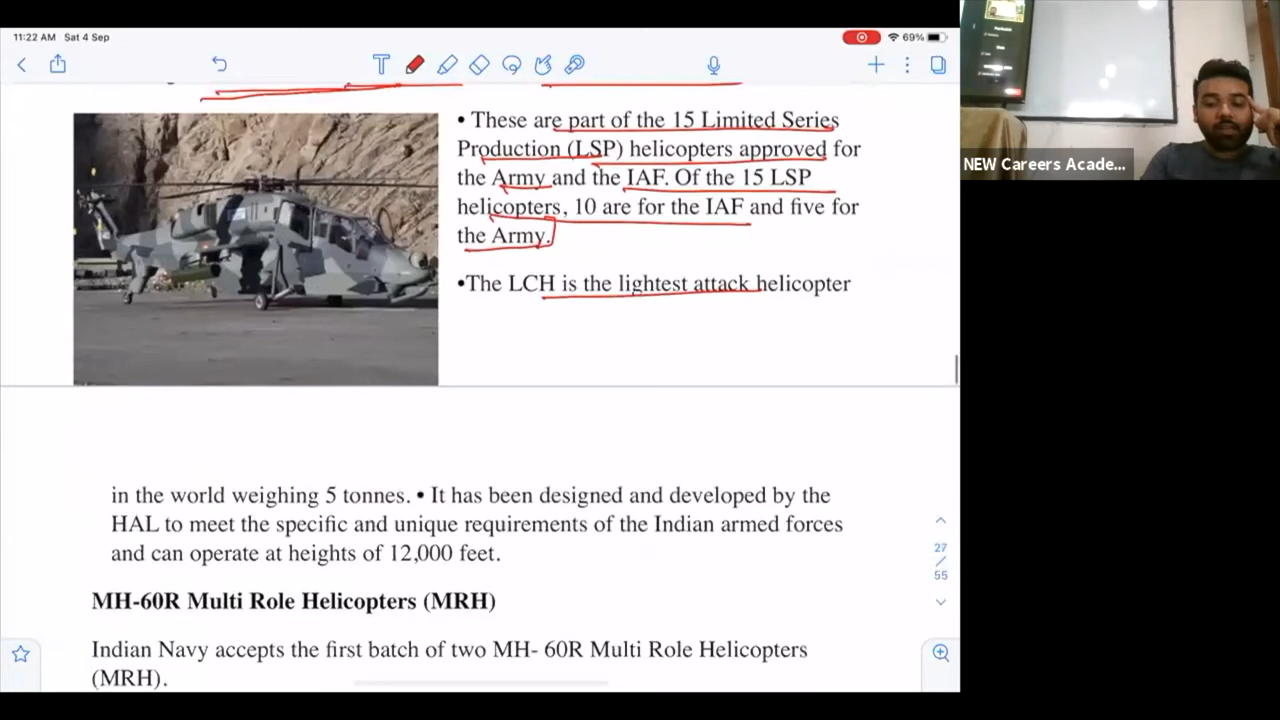 11:22 AM Sat 4 Sep
69%
• These are part of the 15 Limited Series
Production (LSP) helicopters approved for
the Army and the IAF. Of the 15 LSP
helicopters, 10 are for the IAF and five for
the Army.
•The LCH is the lightest attack helicopter
in the world weighing 5 tonnes. • It has been designed and developed by the
HAL to meet the specific and unique requirements of the Indian armed forces
and can operate at heights of 12,000 feet.
27
/
55
MH-60R Multi Role Helicopters (MRH)
Indian Navy accepts the first batch of two MH- 60R Multi Role Helicopters
(MRH).
NEW Careers Acade...